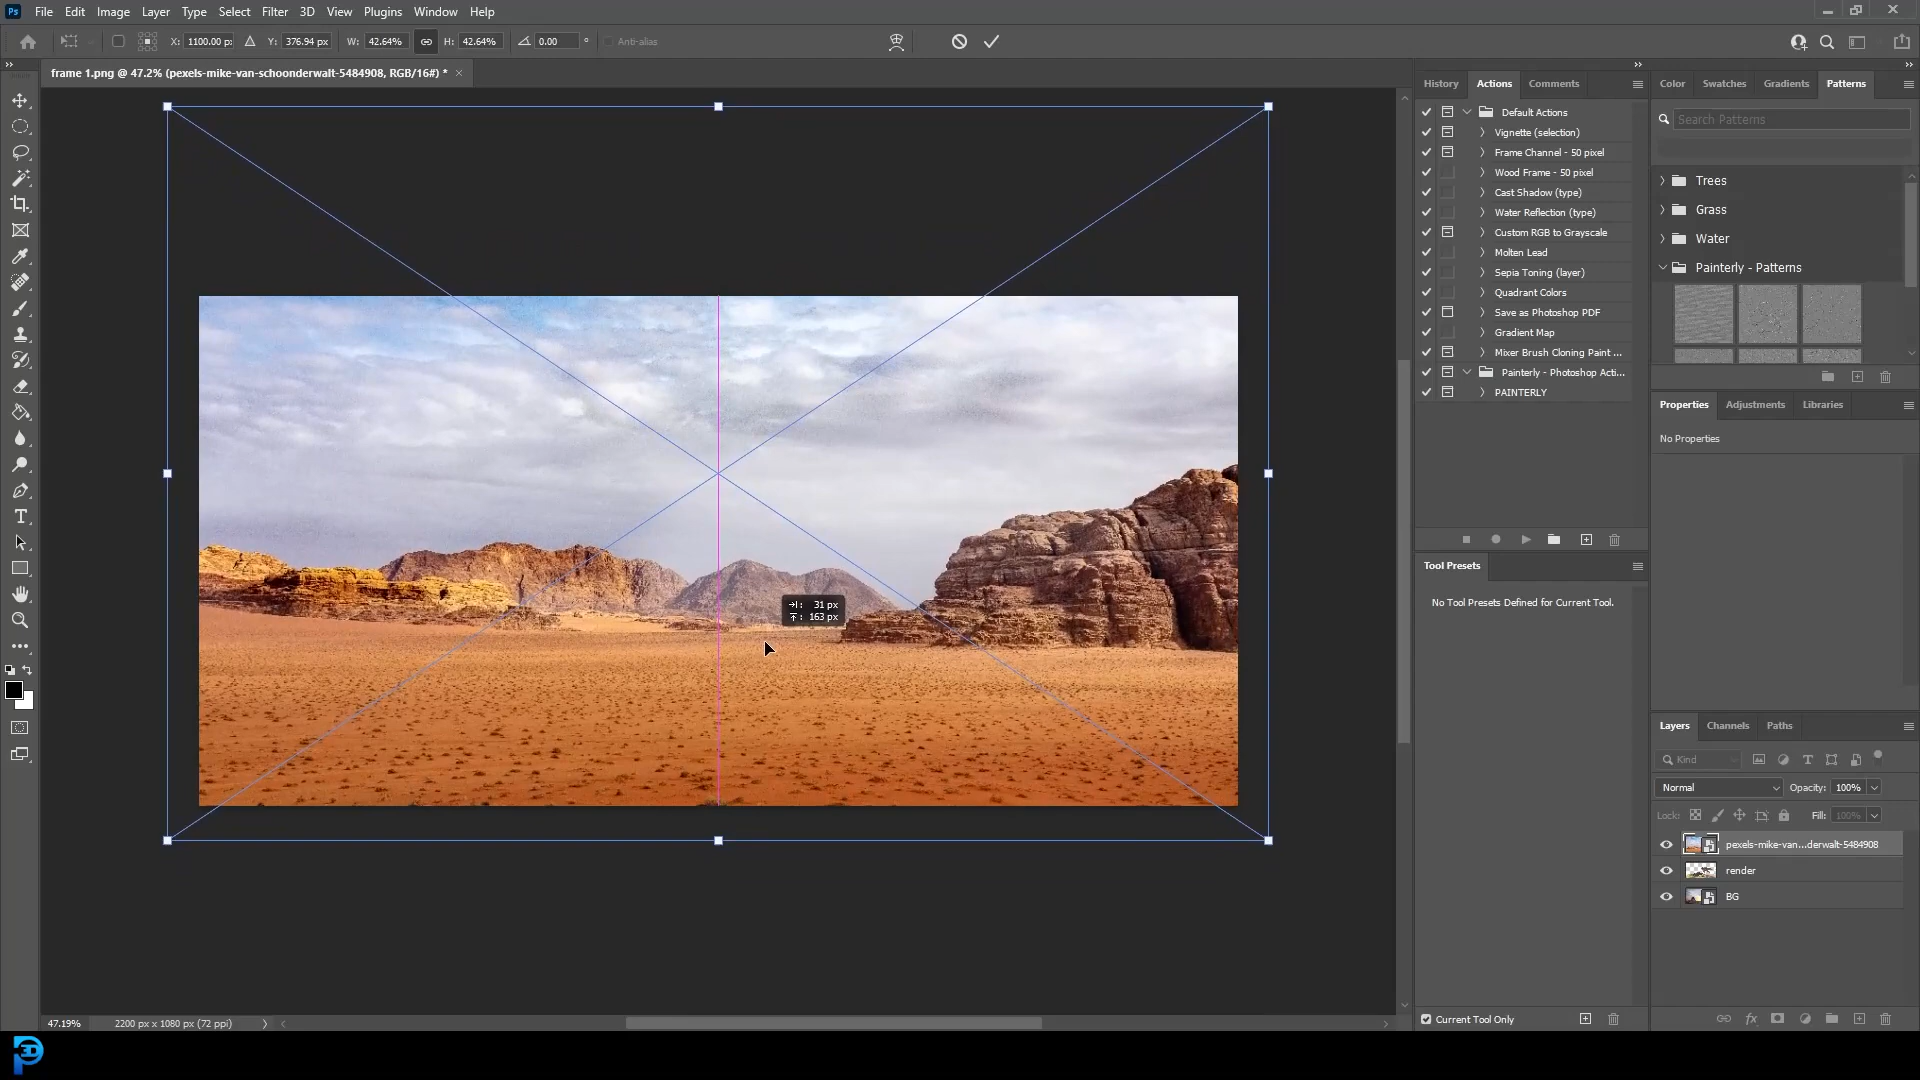 Ps File Edit Image Layer Type Select Filter 3D View Plugins Window Help
X: 1100.00 p: Y: 376.94 px W: 42.64% H: 42.64% 0.00 ° Anti-alias
frame 1.png @ 47.2% (pexels-mike-van-schoonderwalt-5484908, RGB/16#) * ×
History Actions Comments
Default Actions
Vignette (selection)
Frame Channel - 50 pixel
Wood Frame - 50 pixel
Cast Shadow (type)
Water Reflection (type)
Custom RGB to Grayscale
Molten Lead
Sepia Toning (layer)
Quadrant Colors
Save as Photoshop PDF
Gradient Map
Mixer Brush Cloning Paint ...
Painterly - Photoshop Acti...
PAINTERLY
Tool Presets
No Tool Presets Defined for Current Tool.
Current Tool Only
Color Swatches Gradients Patterns
Search Patterns
Trees
Grass
Water
Painterly - Patterns
Properties Adjustments Libraries
No Properties
Layers Channels Paths
Kind
Normal Opacity: 100%
Lock: Fill: 100%
pexels-mike-van...derwalt-5484908
render
BG
31 px
163 px
47.19% 2200 px x 1080 px (72 ppi)